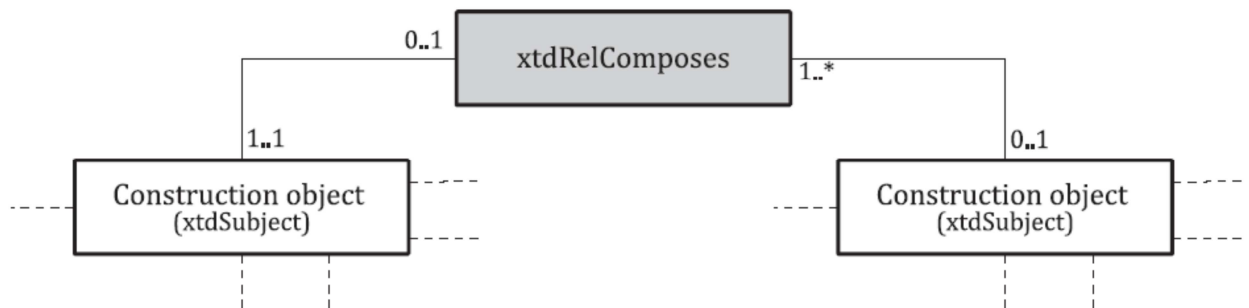 0..1
xtdRelComposes
1..*
1..1
0..1
Construction object
(xtdSubject)
Construction object
(xtdSubject)